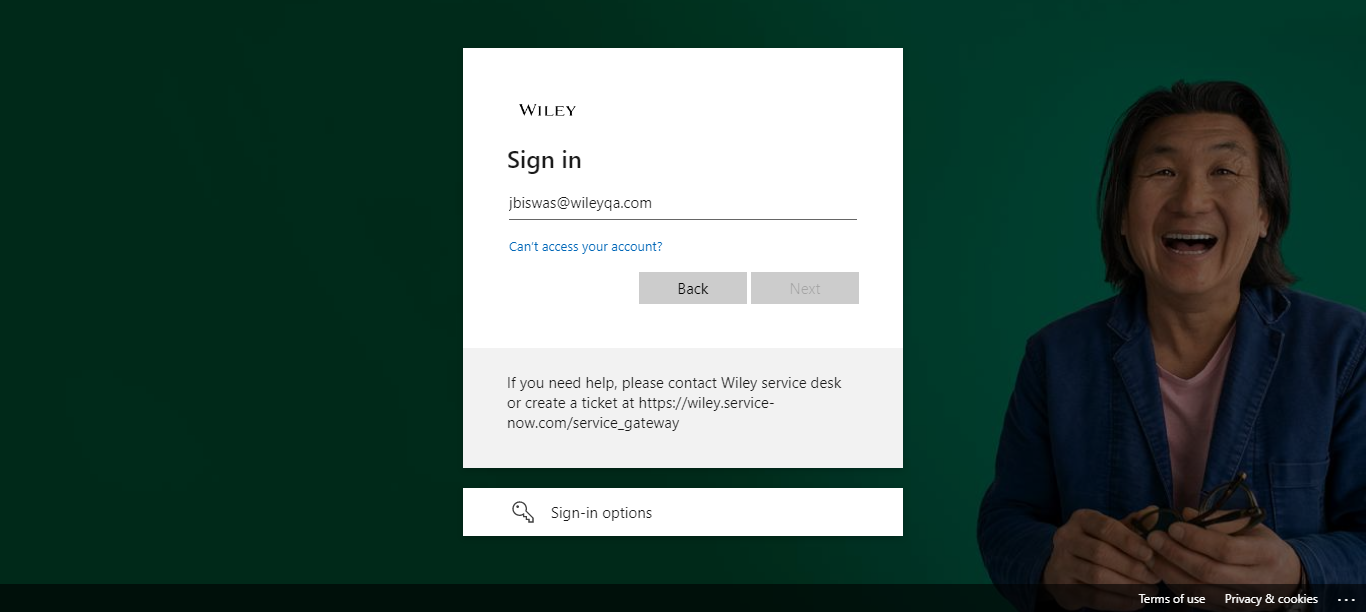 WILEY
Sign in
jbiswas@wileyqa.com
Can't access your account?
Back
Next
If you need help, please contact Wiley service desk
or create a ticket at https://wiley.service-
now.com/service_gateway
Sign-in options
Terms of use
Privacy & cookies
...